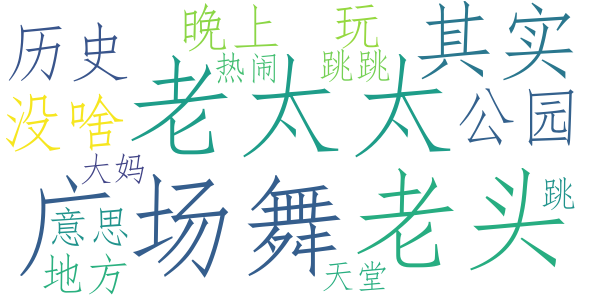 晚上
玩
其实
历史
热闹
跳跳
老太太
没啥
公园
大妈
广场舞
老头
跳
意思
地方
天堂